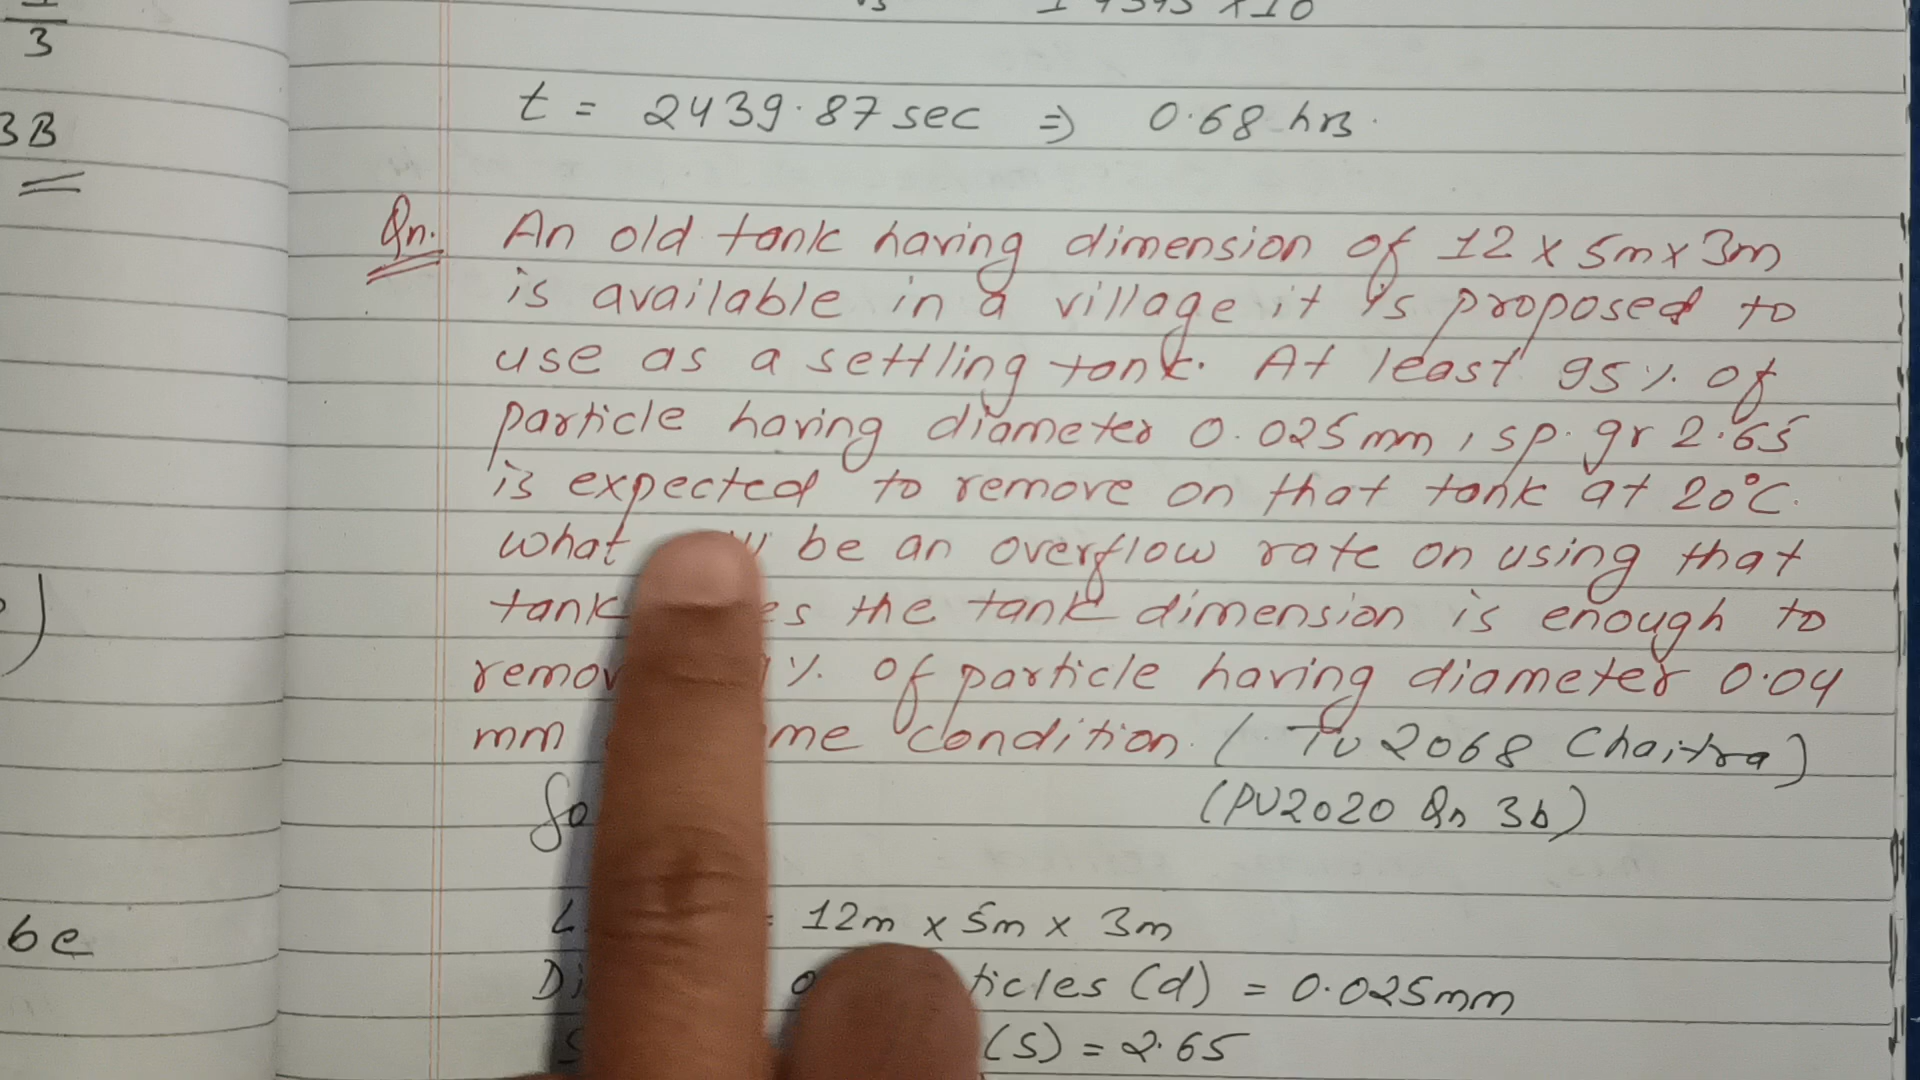 3
3B
be
t = 2439.87 sec ⇒ 0.68 hrs.
Qn. An old tank having dimension of 12 x 5m x 3m
is available in a village it is proposed to
use as a settling tank. At least 95% of
particle having diameter 0.025mm, sp. gr 2.65
is expected to remove on that tank at 20°C.
what be an overflow rate on using that
tank the tank dimension is enough to
% of particle having diameter 0.04
mm condition. (TU 2068 Chaitra)
(PU2020 Qn 3b)
= 12m x 5m x 3m
(d) = 0.025mm
(S) = 2.65